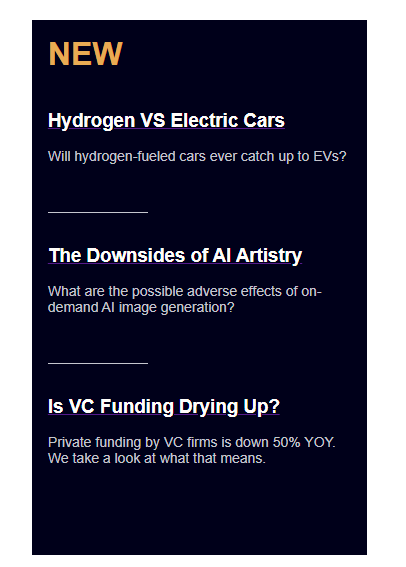 NEW
Hydrogen VS Electric Cars
Will hydrogen-fueled cars ever catch up to EVs?
The Downsides of AI Artistry
What are the possible adverse effects of on-
demand AI image generation?
Is VC Funding Drying Up?
Private funding by VC firms is down 50% YOY.
We take a look at what that means.